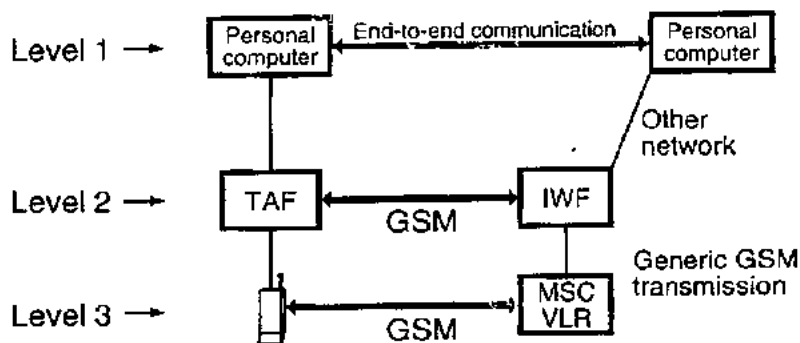 Level 1
Personal
computer
End-to-end communication
Personal
computer
Other
network
Level 2
TAF
GSM
IWF
Generic GSM
transmission
Level 3
GSM
MSC
VLR